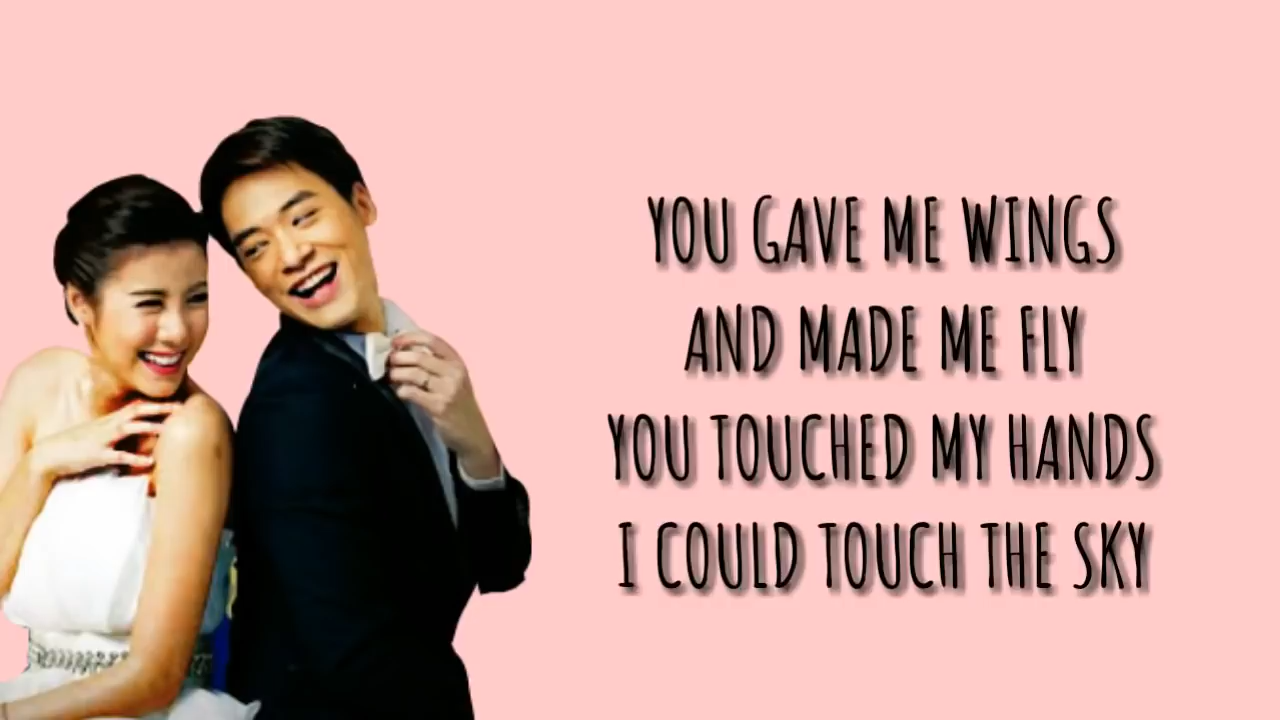 YOU GAVE ME WINGS
AND MADE ME FLY
YOU TOUCHED MY HANDS
I COULD TOUCH THE SKY